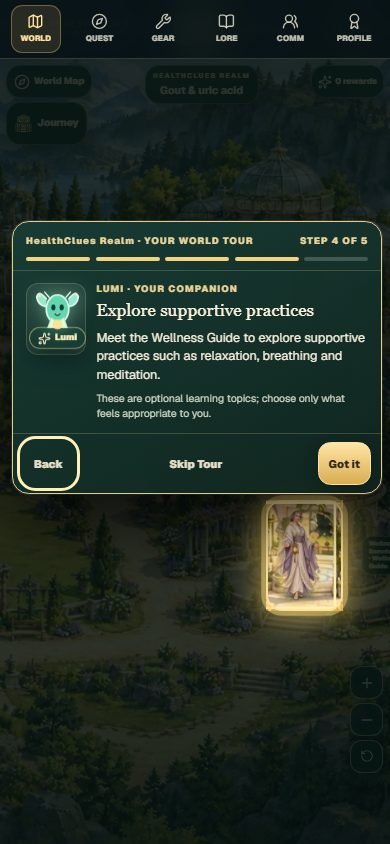 WORLD
QUEST
GEAR
LORE
COMM
PROFILE
World Map
HEALTHCLUES REALM
Gout & uric acid
0 rewards
Journey
HealthClues Realm · YOUR WORLD TOUR
STEP 4 OF 5
LUMI · YOUR COMPANION
Explore supportive practices
Lumi
Meet the Wellness Guide to explore supportive
practices such as relaxation, breathing and
meditation.
These are optional learning topics; choose only what
feels appropriate to you.
Back
Skip Tour
Got it